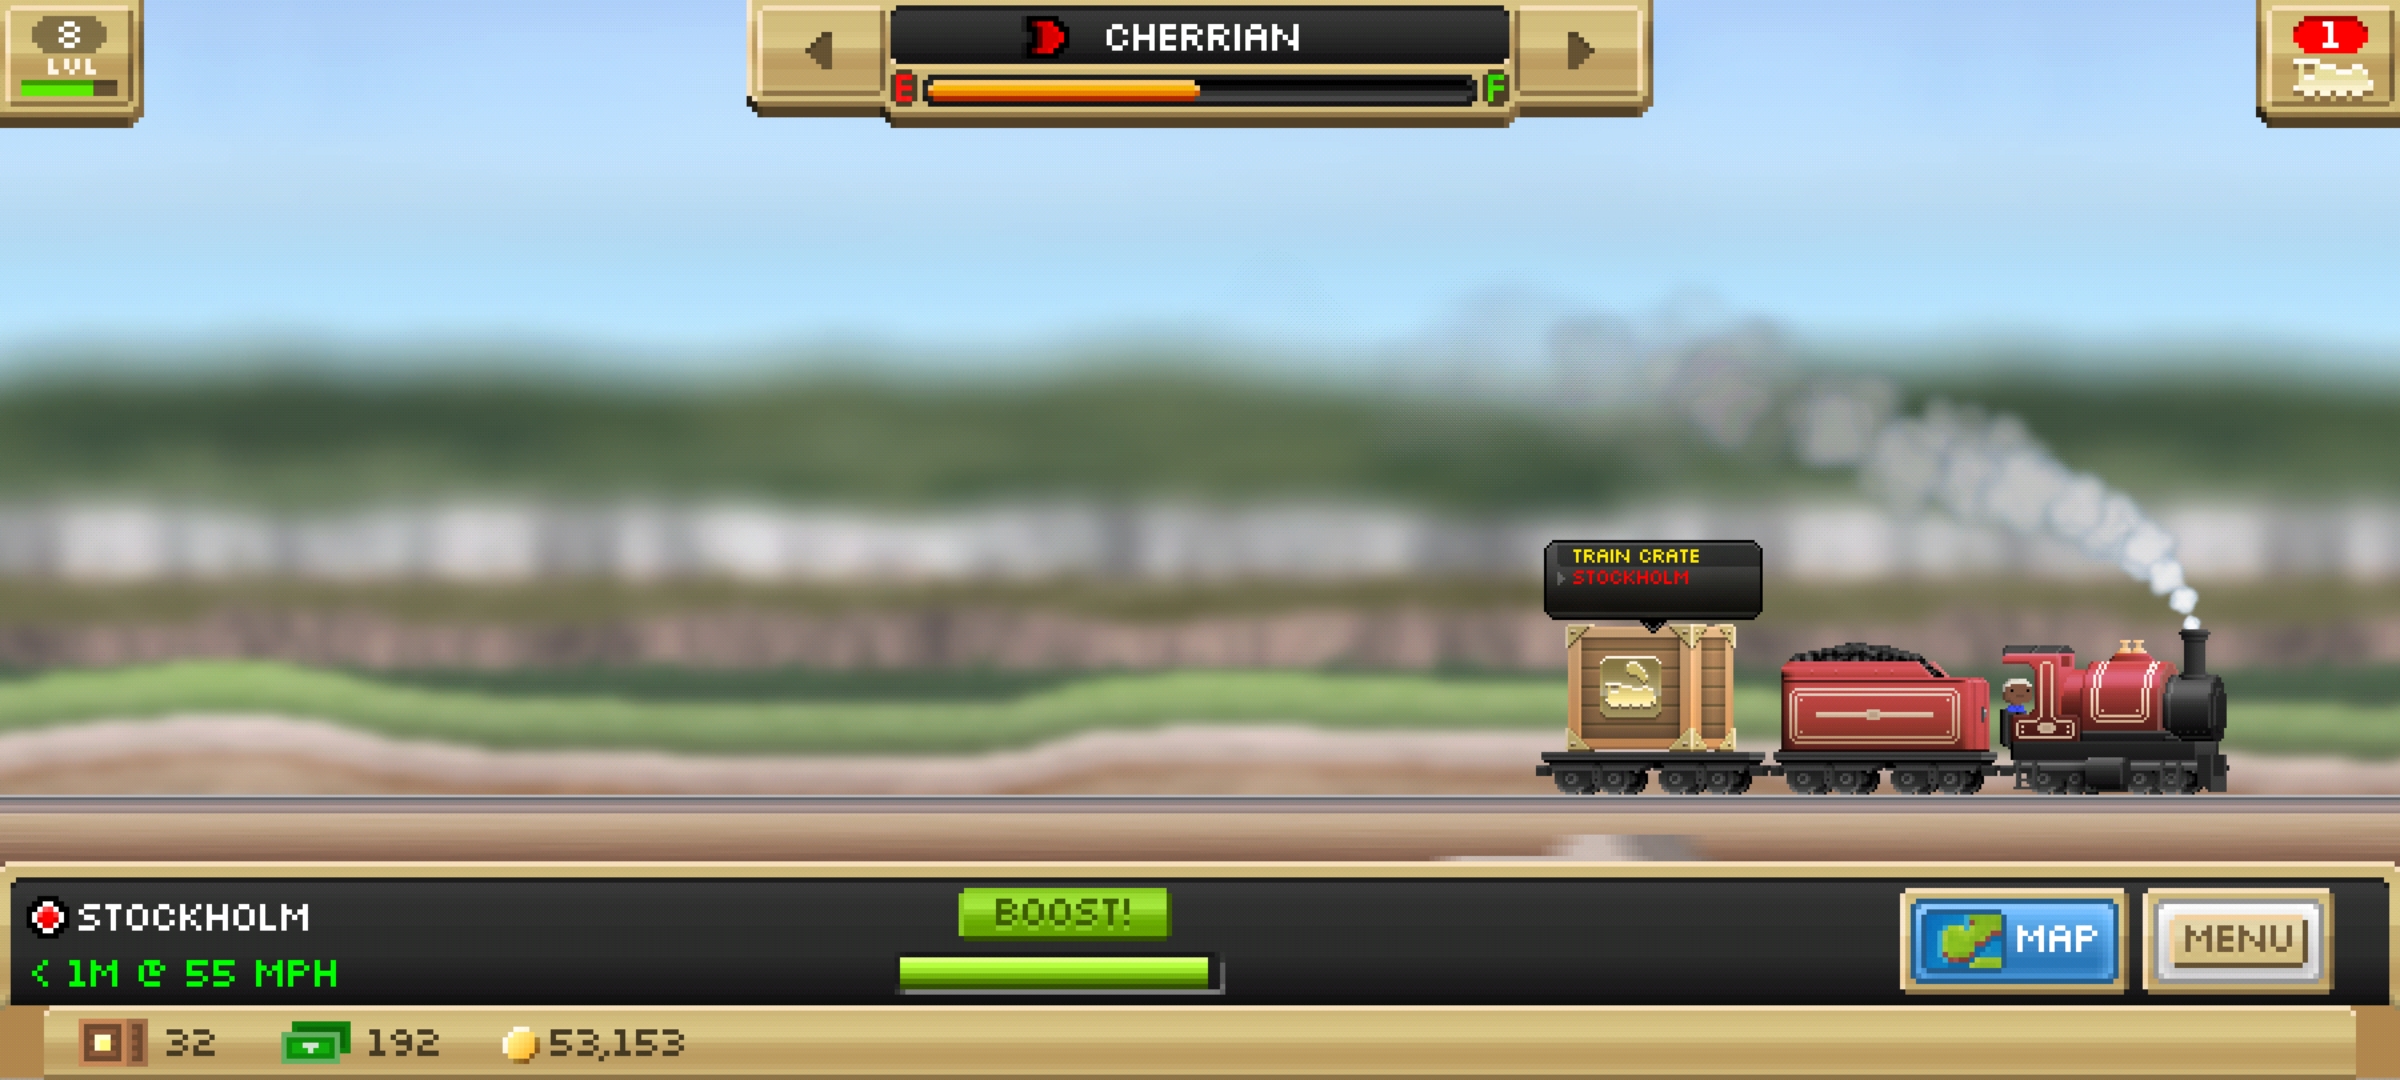 8
LVL
CHERRIAN
E F
1
TRAIN CRATE
STOCKHOLM
STOCKHOLM
< 1M @ 55 MPH
BOOST!
MAP
MENU
32
192
53,153